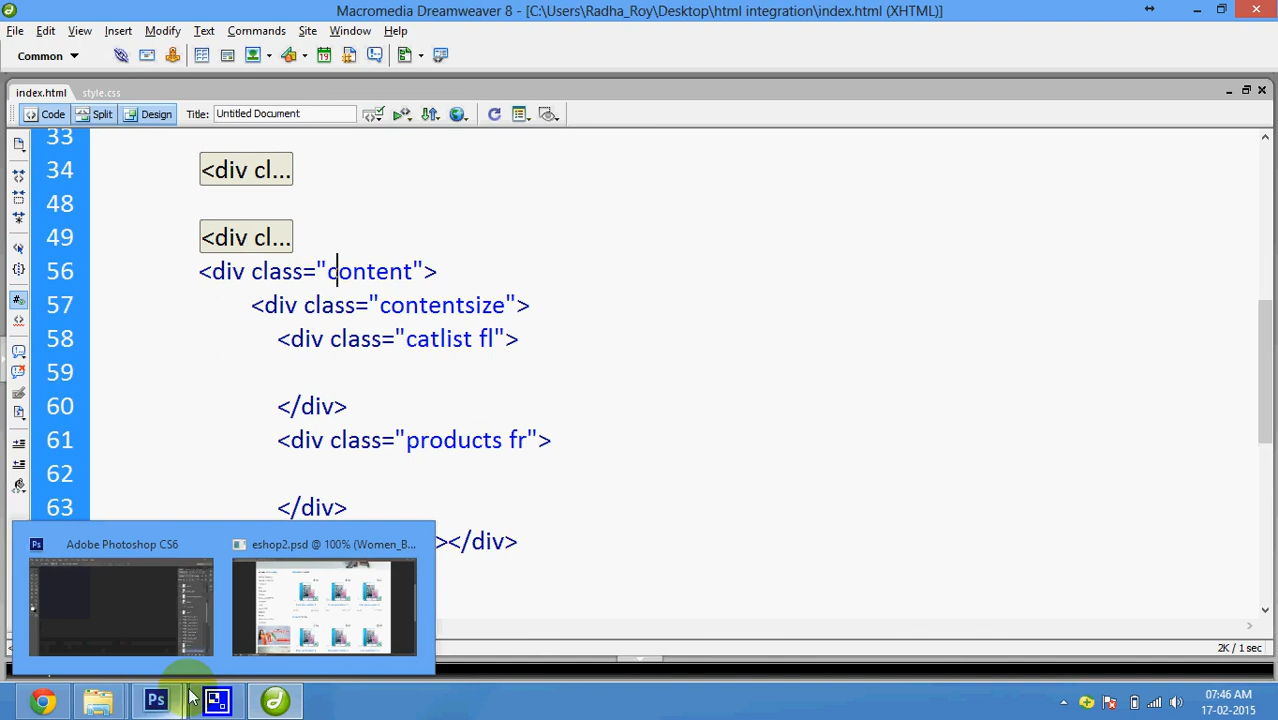 Macromedia Dreamweaver 8 - [C:\Users\Radha_Roy\Desktop\html integration\index.html (XHTML)]
File Edit View Insert Modify Text Commands Site Window Help
Common
index.html style.css
Code Split Design Title: Untitled Document
33
34 <div cl...
48
49 <div cl...
56 <div class="content">
57 <div class="contentsize">
58 <div class="catlist fl">
59
60 </div>
61 <div class="products fr">
62
63 </div>
></div>
Ps Adobe Photoshop CS6 eshop2.psd @ 100% (Women_B...
2K / 1 sec
Ps
07:46 AM
17-02-2015